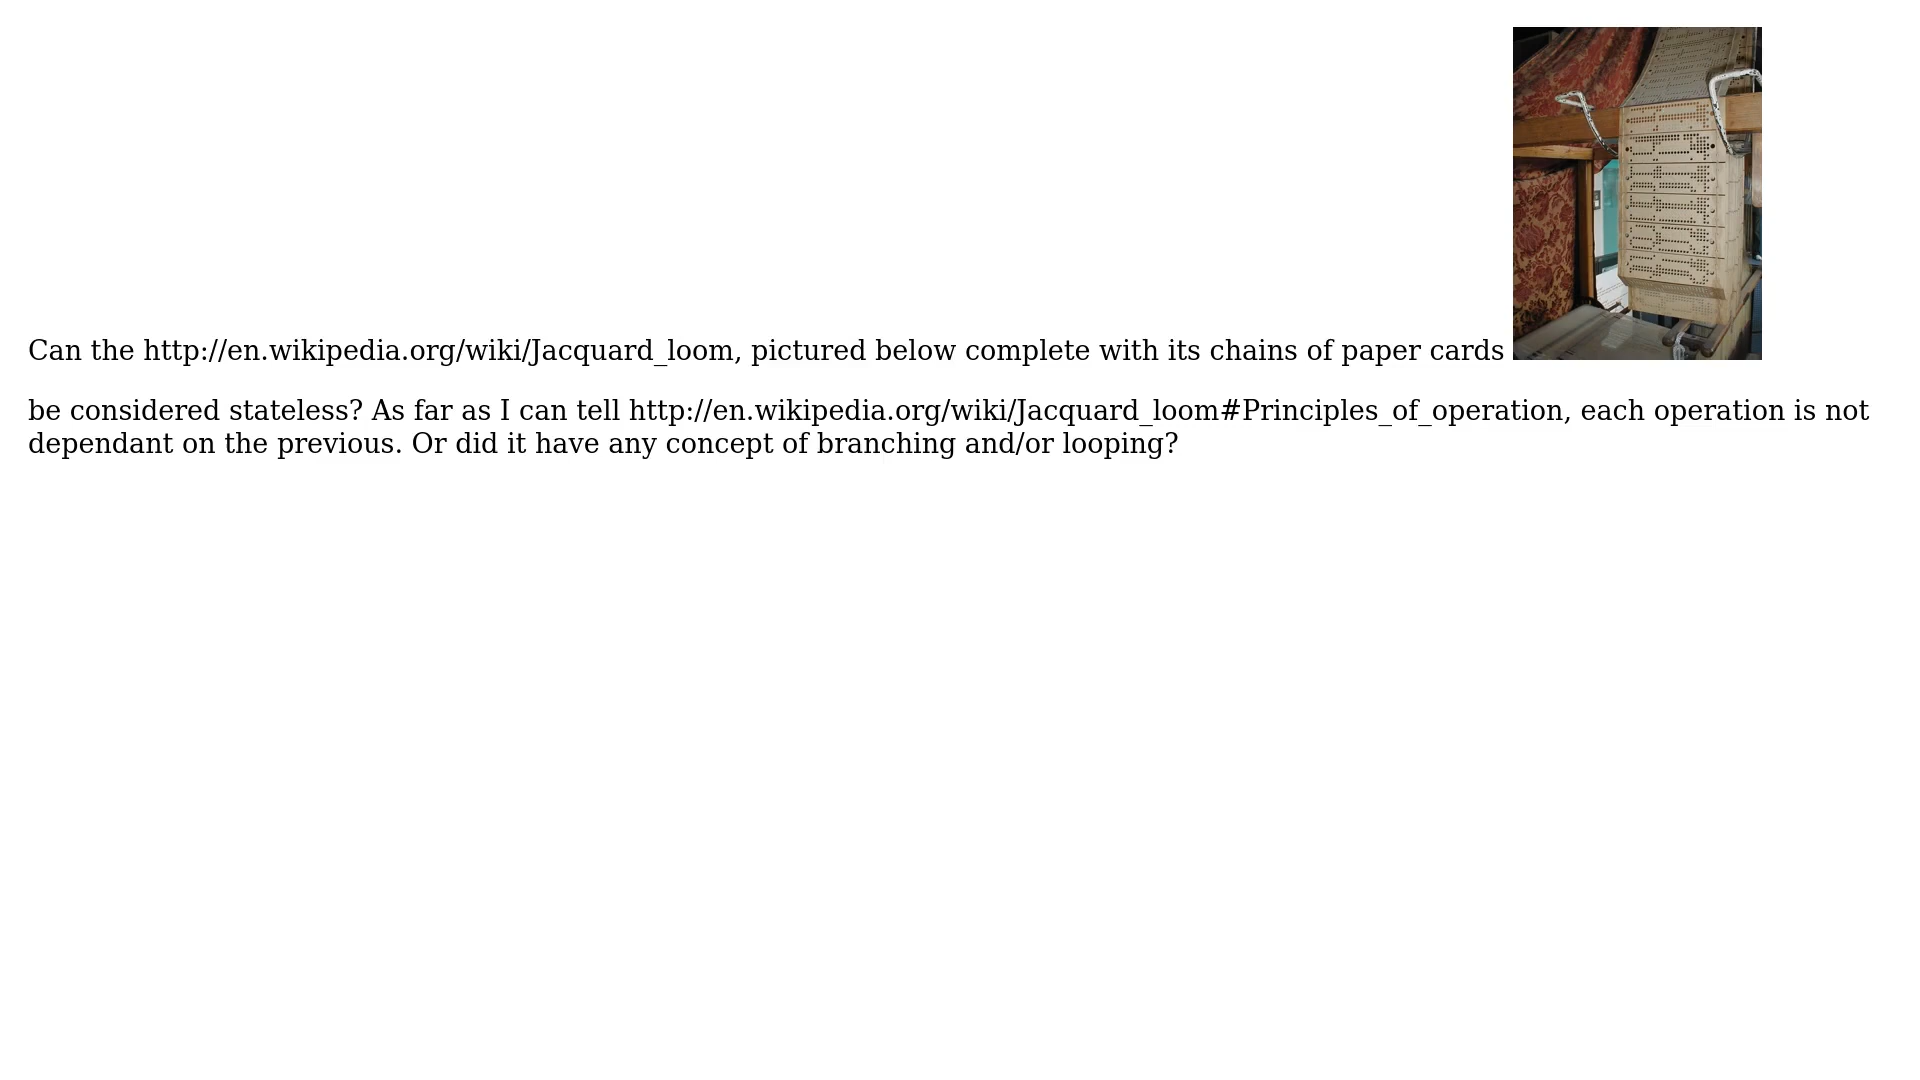 Can the http://en.wikipedia.org/wiki/Jacquard_loom, pictured below complete with its chains of paper cards
be considered stateless? As far as I can tell http://en.wikipedia.org/wiki/Jacquard_loom#Principles_of_operation, each operation is not
dependant on the previous. Or did it have any concept of branching and/or looping?